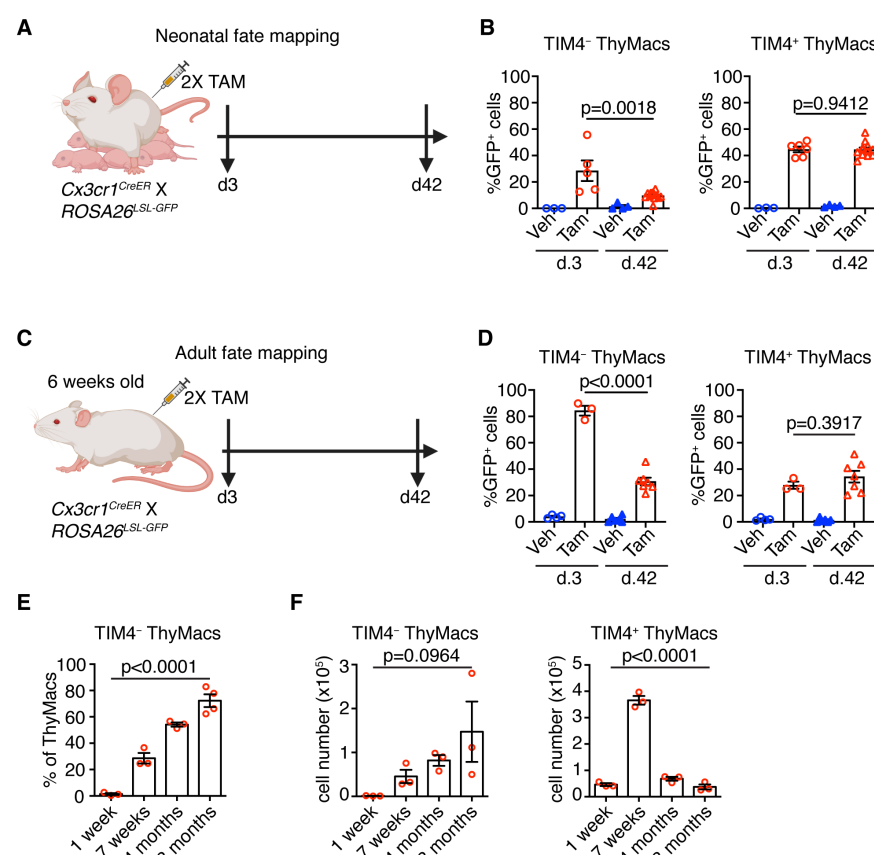 A
Neonatal fate mapping
2X TAM
d3
d42
Cx3cr1CreER X
ROSA26LSL-GFP
B
TIM4– ThyMacs
%GFP+ cells
100
80
60
40
20
0
p=0.0018
Veh
Tam
Veh
Tam
d.3
d.42
TIM4+ ThyMacs
%GFP+ cells
100
80
60
40
20
0
p=0.9412
Veh
Tam
Veh
Tam
d.3
d.42
C
Adult fate mapping
6 weeks old
2X TAM
d3
d42
Cx3cr1CreER X
ROSA26LSL-GFP
D
TIM4– ThyMacs
p<0.0001
%GFP+ cells
100
80
60
40
20
0
Veh
Tam
Veh
Tam
d.3
d.42
TIM4+ ThyMacs
%GFP+ cells
100
80
60
40
20
0
p=0.3917
Veh
Tam
Veh
Tam
d.3
d.42
E
TIM4– ThyMacs
p<0.0001
% of ThyMacs
100
80
60
40
20
0
1 week
7 weeks
months
months
F
TIM4– ThyMacs
p=0.0964
cell number (x105)
3
2
1
0
1 week
7 weeks
months
months
TIM4+ ThyMacs
p<0.0001
cell number (x105)
5
4
3
2
1
0
1 week
7 weeks
months
months